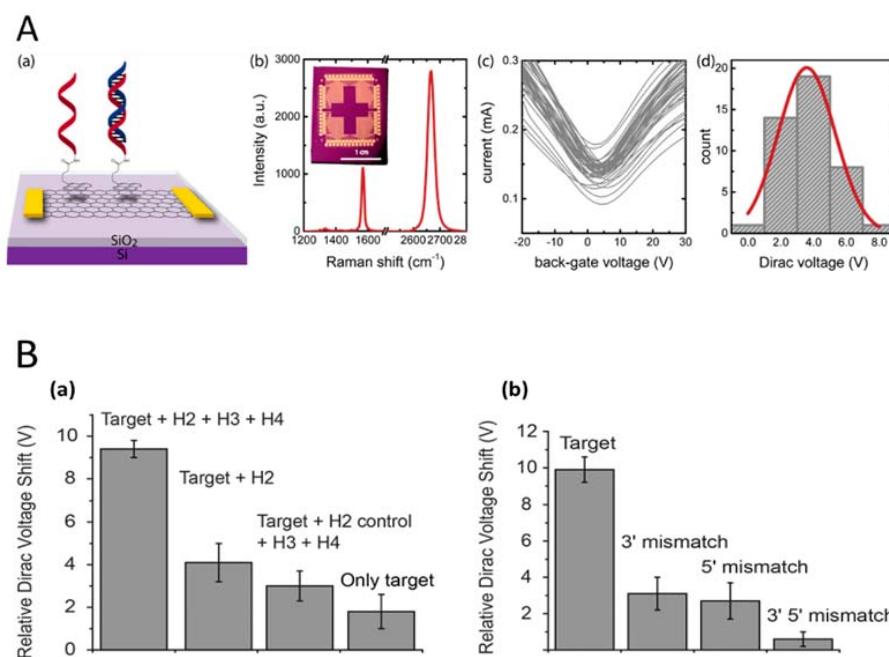 A
(a)
SiO₂
Si
(b)
Intensity (a.u.)
3000
2000
1000
0
1 cm
1200 1400 1600 2600 2700 28
Raman shift (cm⁻¹)
(c)
current (mA)
0.3
0.2
0.1
-20 -10 0 10 20 30
back-gate voltage (V)
(d)
count
20
15
10
5
0
0.0 2.0 4.0 6.0 8.0
Dirac voltage (V)
B
(a)
Relative Dirac Voltage Shift (V)
10
8
6
4
2
0
Target + H2 + H3 + H4
Target + H2
Target + H2 control
+ H3 + H4
Only target
(b)
Relative Dirac Voltage Shift (V)
12
10
8
6
4
2
Target
3' mismatch
5' mismatch
3' 5' mismatch